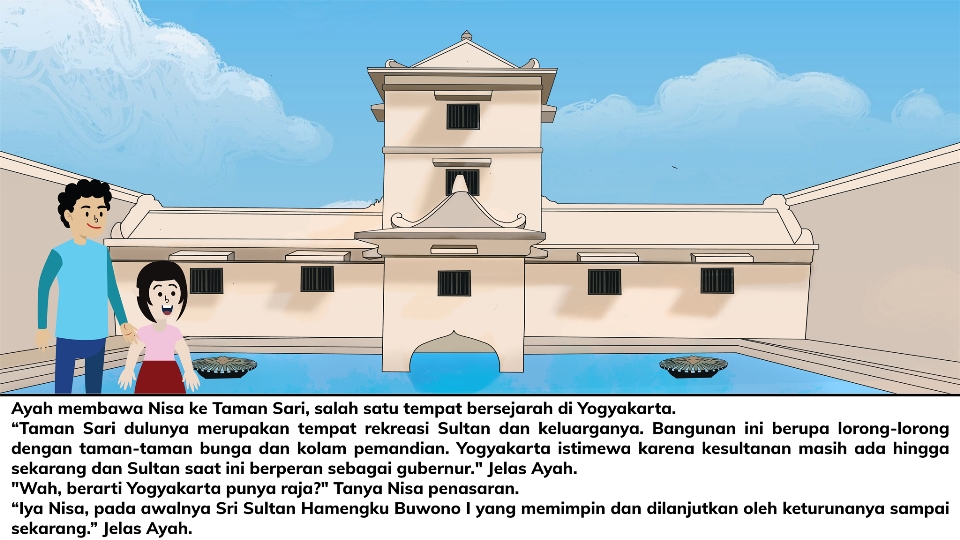 Ayah membawa Nisa ke Taman Sari, salah satu tempat bersejarah di Yogyakarta.
“Taman Sari dulunya merupakan tempat rekreasi Sultan dan keluarganya. Bangunan ini berupa lorong-lorong
dengan taman-taman bunga dan kolam pemandian. Yogyakarta istimewa karena kesultanan masih ada hingga
sekarang dan Sultan saat ini berperan sebagai gubernur." Jelas Ayah.
"Wah, berarti Yogyakarta punya raja?" Tanya Nisa penasaran.
“Iya Nisa, pada awalnya Sri Sultan Hamengku Buwono I yang memimpin dan dilanjutkan oleh keturunanya sampai
sekarang.” Jelas Ayah.